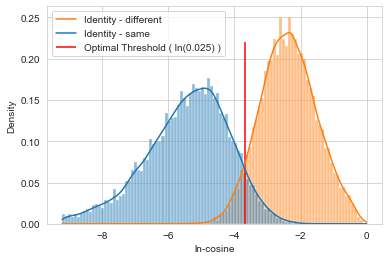 Identity - different
Identity - same
Optimal Threshold ( ln(0.025) )
0.25
0.20
0.15
0.10
0.05
0.00
Density
−8
−6
−4
−2
0
ln-cosine